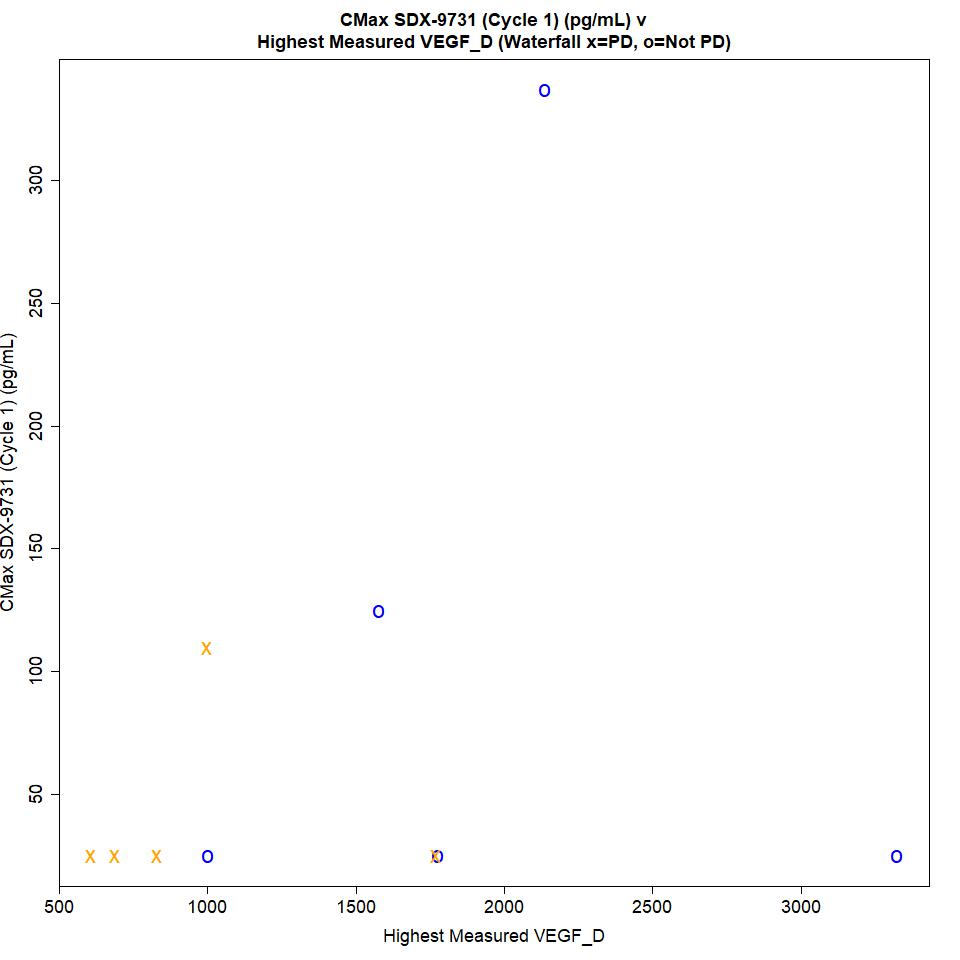 CMax SDX-9731 (Cycle 1) (pg/mL) v
Highest Measured VEGF_D (Waterfall x=PD, o=Not PD)
CMax SDX-9731 (Cycle 1) (pg/mL)
300
250
200
150
100
50
O
O
X
X
X
X
O
X
O
O
500
1000
1500
2000
2500
3000
Highest Measured VEGF_D